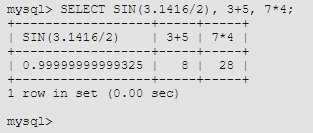 mysql> SELECT SIN(3.1416/2), 3+5, 7*4;
+------------------+-----+-----+
| SIN(3.1416/2) | 3+5 | 7*4 |
+------------------+-----+-----+
| 0.99999999999325 | 8 | 28 |
+------------------+-----+-----+
1 row in set (0.00 sec)
mysql>